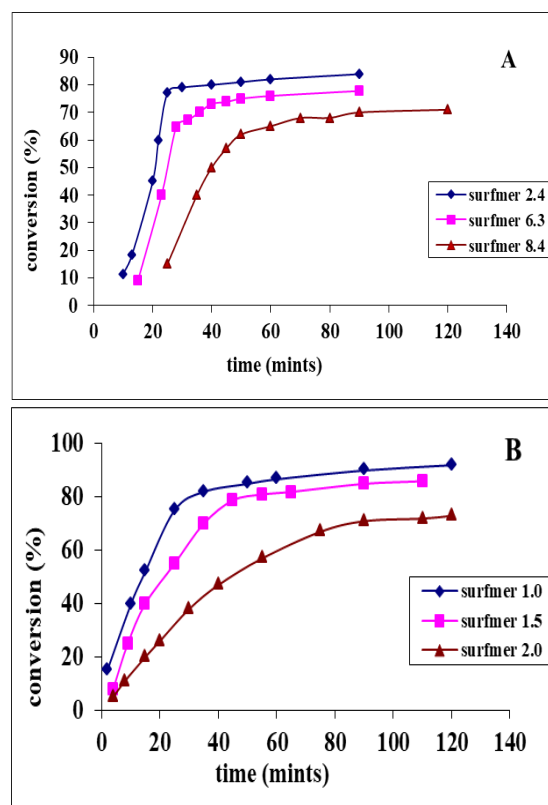 A
90
80
70
60
50
40
30
20
10
0
conversion (%)
0 20 40 60 80 100 120 140
time (mints)
surfmer 2.4
surfmer 6.3
surfmer 8.4
B
100
80
60
40
20
0
conversion (%)
0 20 40 60 80 100 120 140
time (mints)
surfmer 1.0
surfmer 1.5
surfmer 2.0